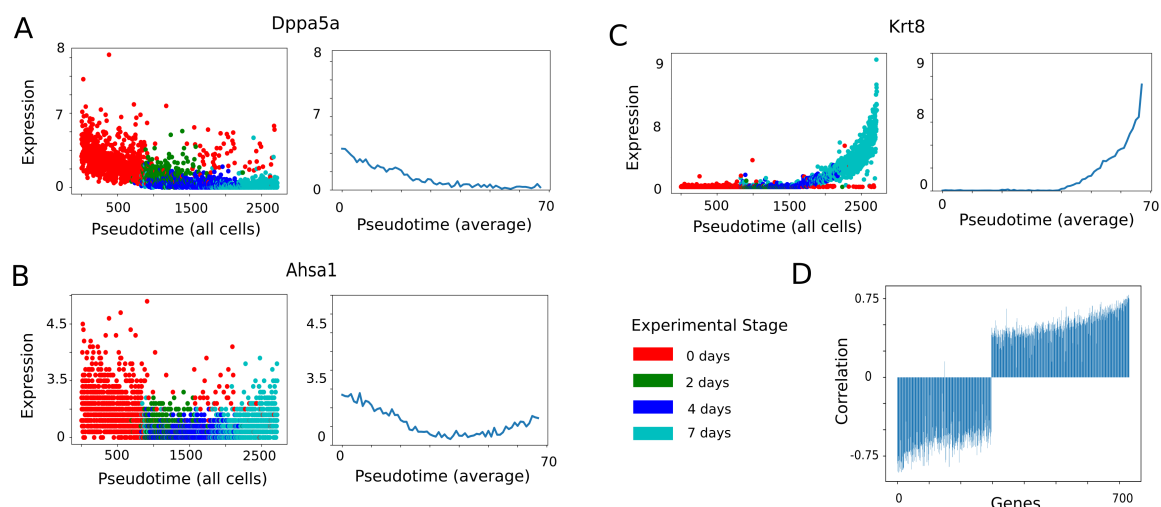 A
Dppa5a
8
7
0
Expression
500
1500
2500
Pseudotime (all cells)
8
7
0
0
70
Pseudotime (average)
B
Ahsa1
4.5
3.5
0
Expression
500
1500
2500
Pseudotime (all cells)
4.5
3.5
0
0
70
Pseudotime (average)
C
Krt8
9
8
0
Expression
500
1500
2500
Pseudotime (all cells)
9
8
0
0
70
Pseudotime (average)
Experimental Stage
0 days
2 days
4 days
7 days
D
0.75
0
-0.75
Correlation
0
700
Genes